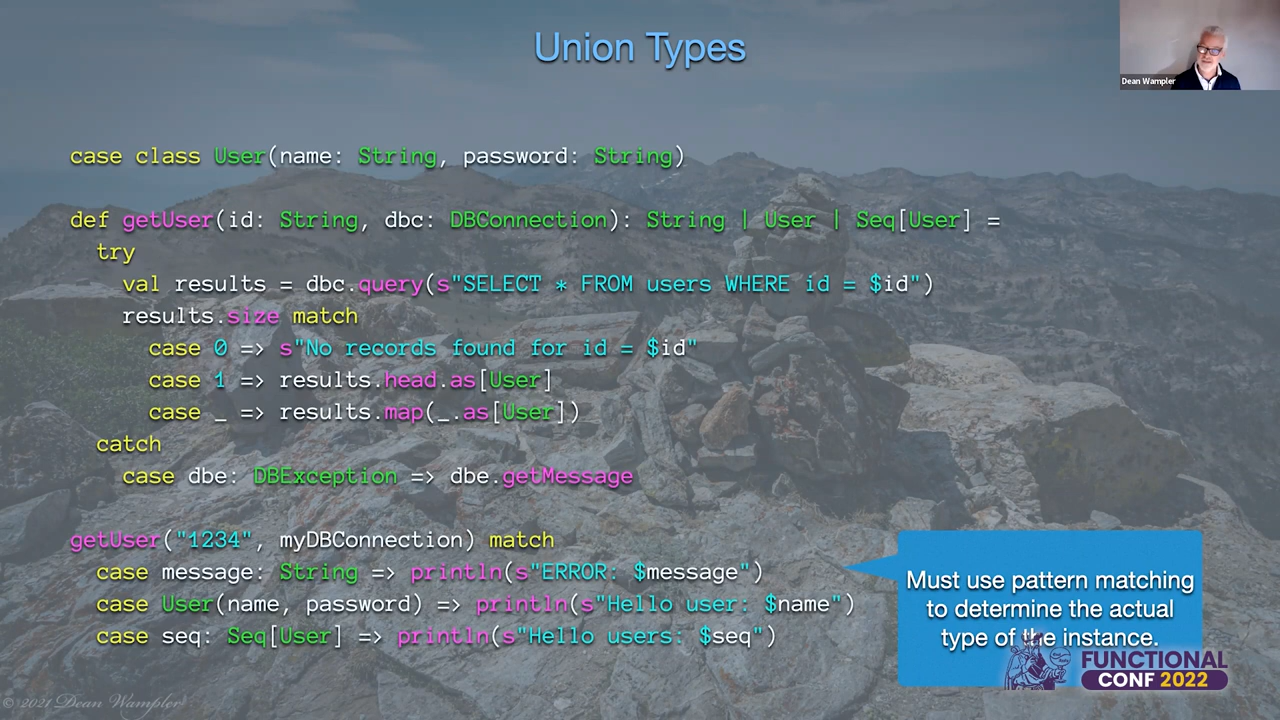 Union Types
Dean Wampler
case class User(name: String, password: String)
def getUser(id: String, dbc: DBConnection): String | User | Seq[User] =
try
val results = dbc.query(s"SELECT * FROM users WHERE id = $id")
results.size match
case 0 => s"No records found for id = $id"
case 1 => results.head.as[User]
case _ => results.map(_.as[User])
catch
case dbe: DBException => dbe.getMessage
getUser("1234", myDBConnection) match
case message: String => println(s"ERROR: $message")
case User(name, password) => println(s"Hello user: $name")
case seq: Seq[User] => println(s"Hello users: $seq")
Must use pattern matching
to determine the actual
type of the instance.
FUNCTIONAL
CONF 2022
© 2021 Dean Wampler